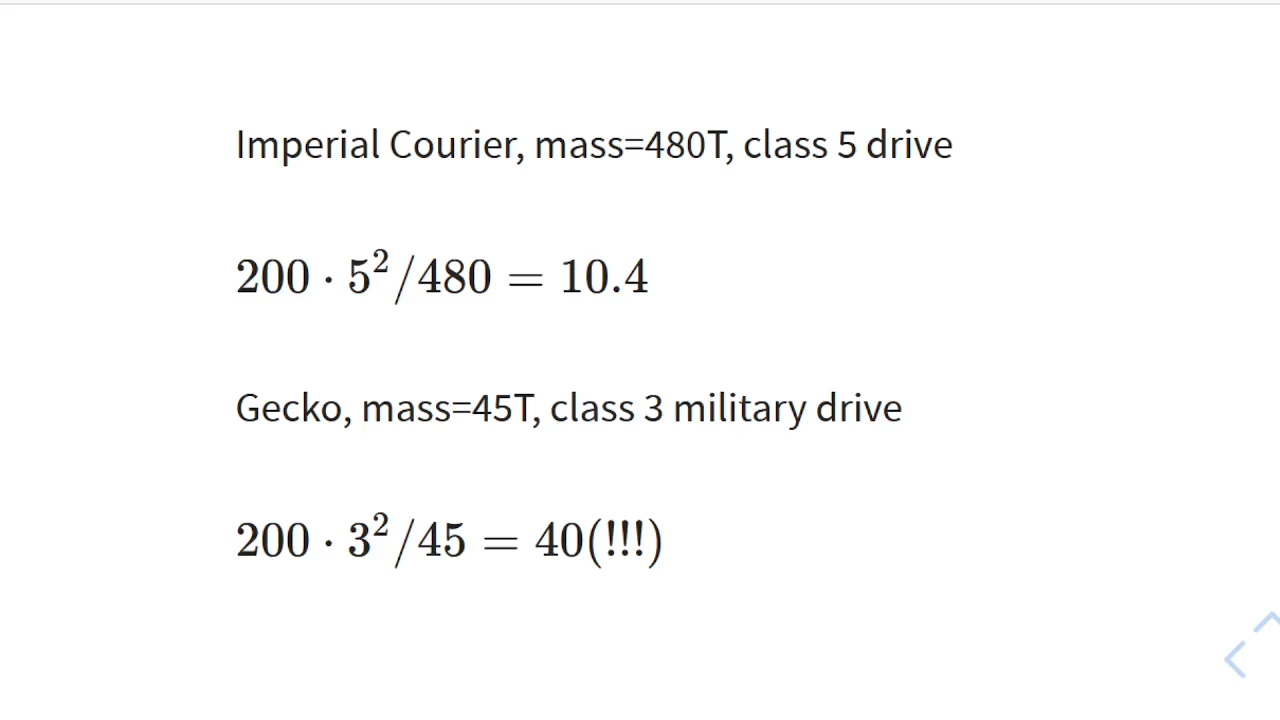 Imperial Courier, mass=480T, class 5 drive
200 · 5²/480 = 10.4
Gecko, mass=45T, class 3 military drive
200 · 3²/45 = 40(!!!)